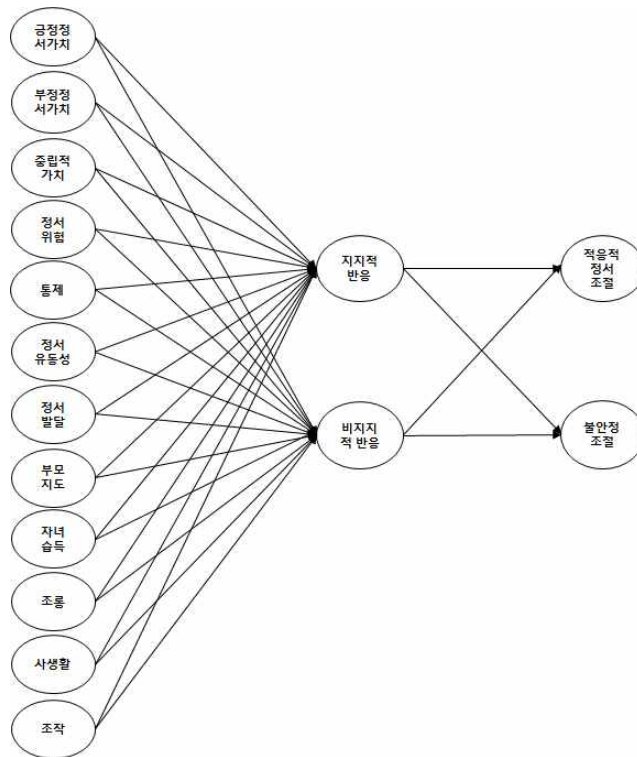 긍정정
서가치
부정정
서가치
중립적
가치
정서
위험
통제
정서
유동성
정서
발달
부모
지도
자녀
습득
조롱
사생활
조작
지지적
반응
비지지
적 반응
적응적
정서
조절
불안정
조절